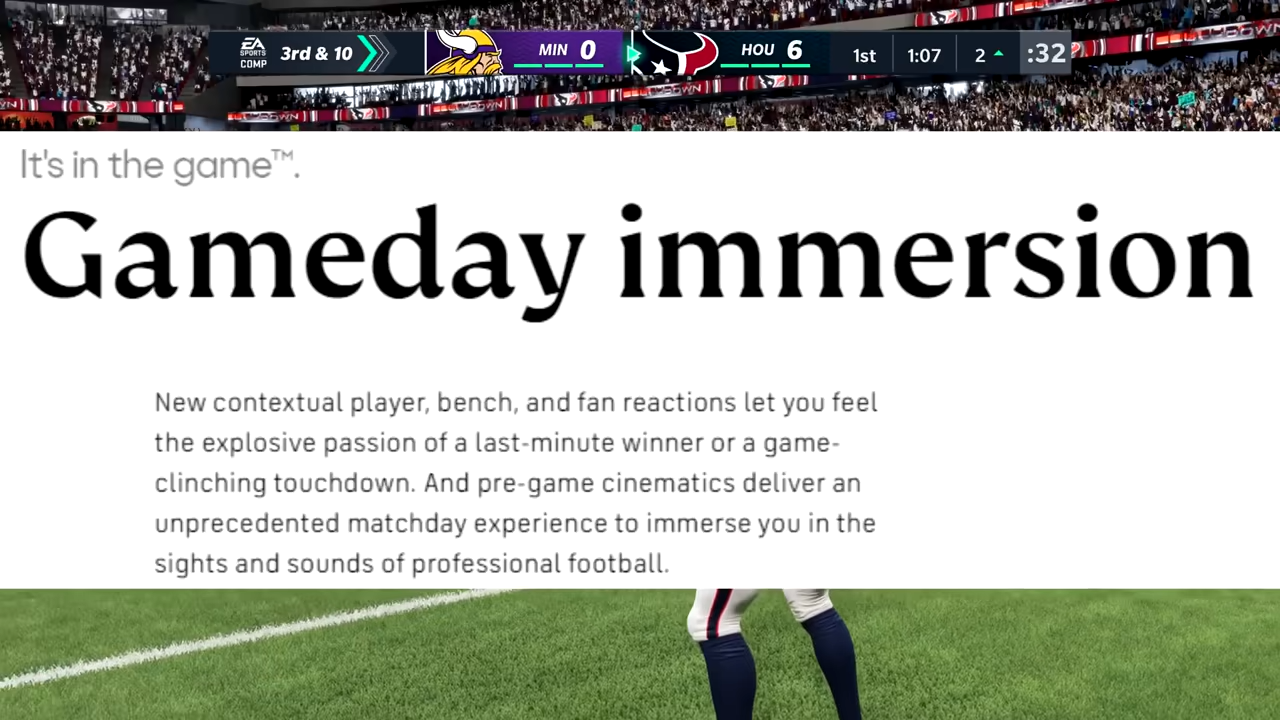 EA
SPORTS
COMP
3rd & 10
MIN 0
HOU 6
1st
1:07
2
:32
It's in the game™.
Gameday immersion
New contextual player, bench, and fan reactions let you feel
the explosive passion of a last-minute winner or a game-
clinching touchdown. And pre-game cinematics deliver an
unprecedented matchday experience to immerse you in the
sights and sounds of professional football.